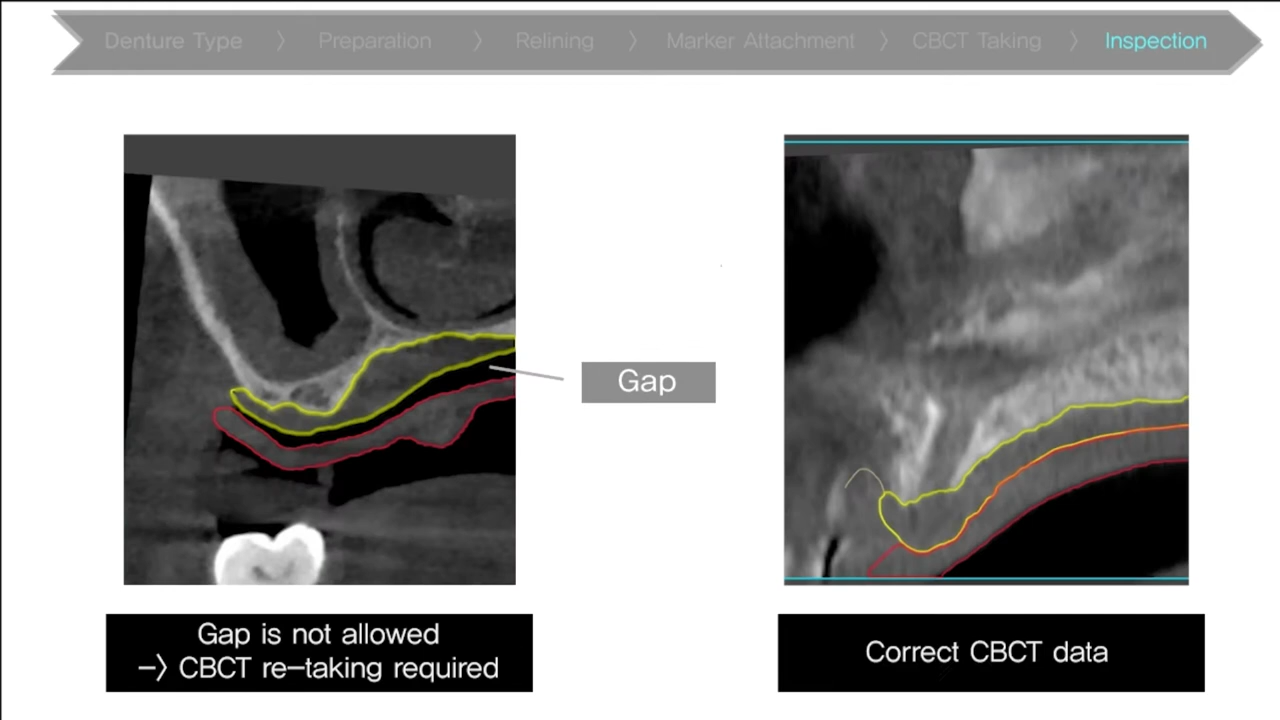 Denture Type 〉 Preparation 〉 Relining 〉 Marker Attachment 〉 CBCT Taking 〉 Inspection
Gap
Gap is not allowed
–〉 CBCT re–taking required
Correct CBCT data